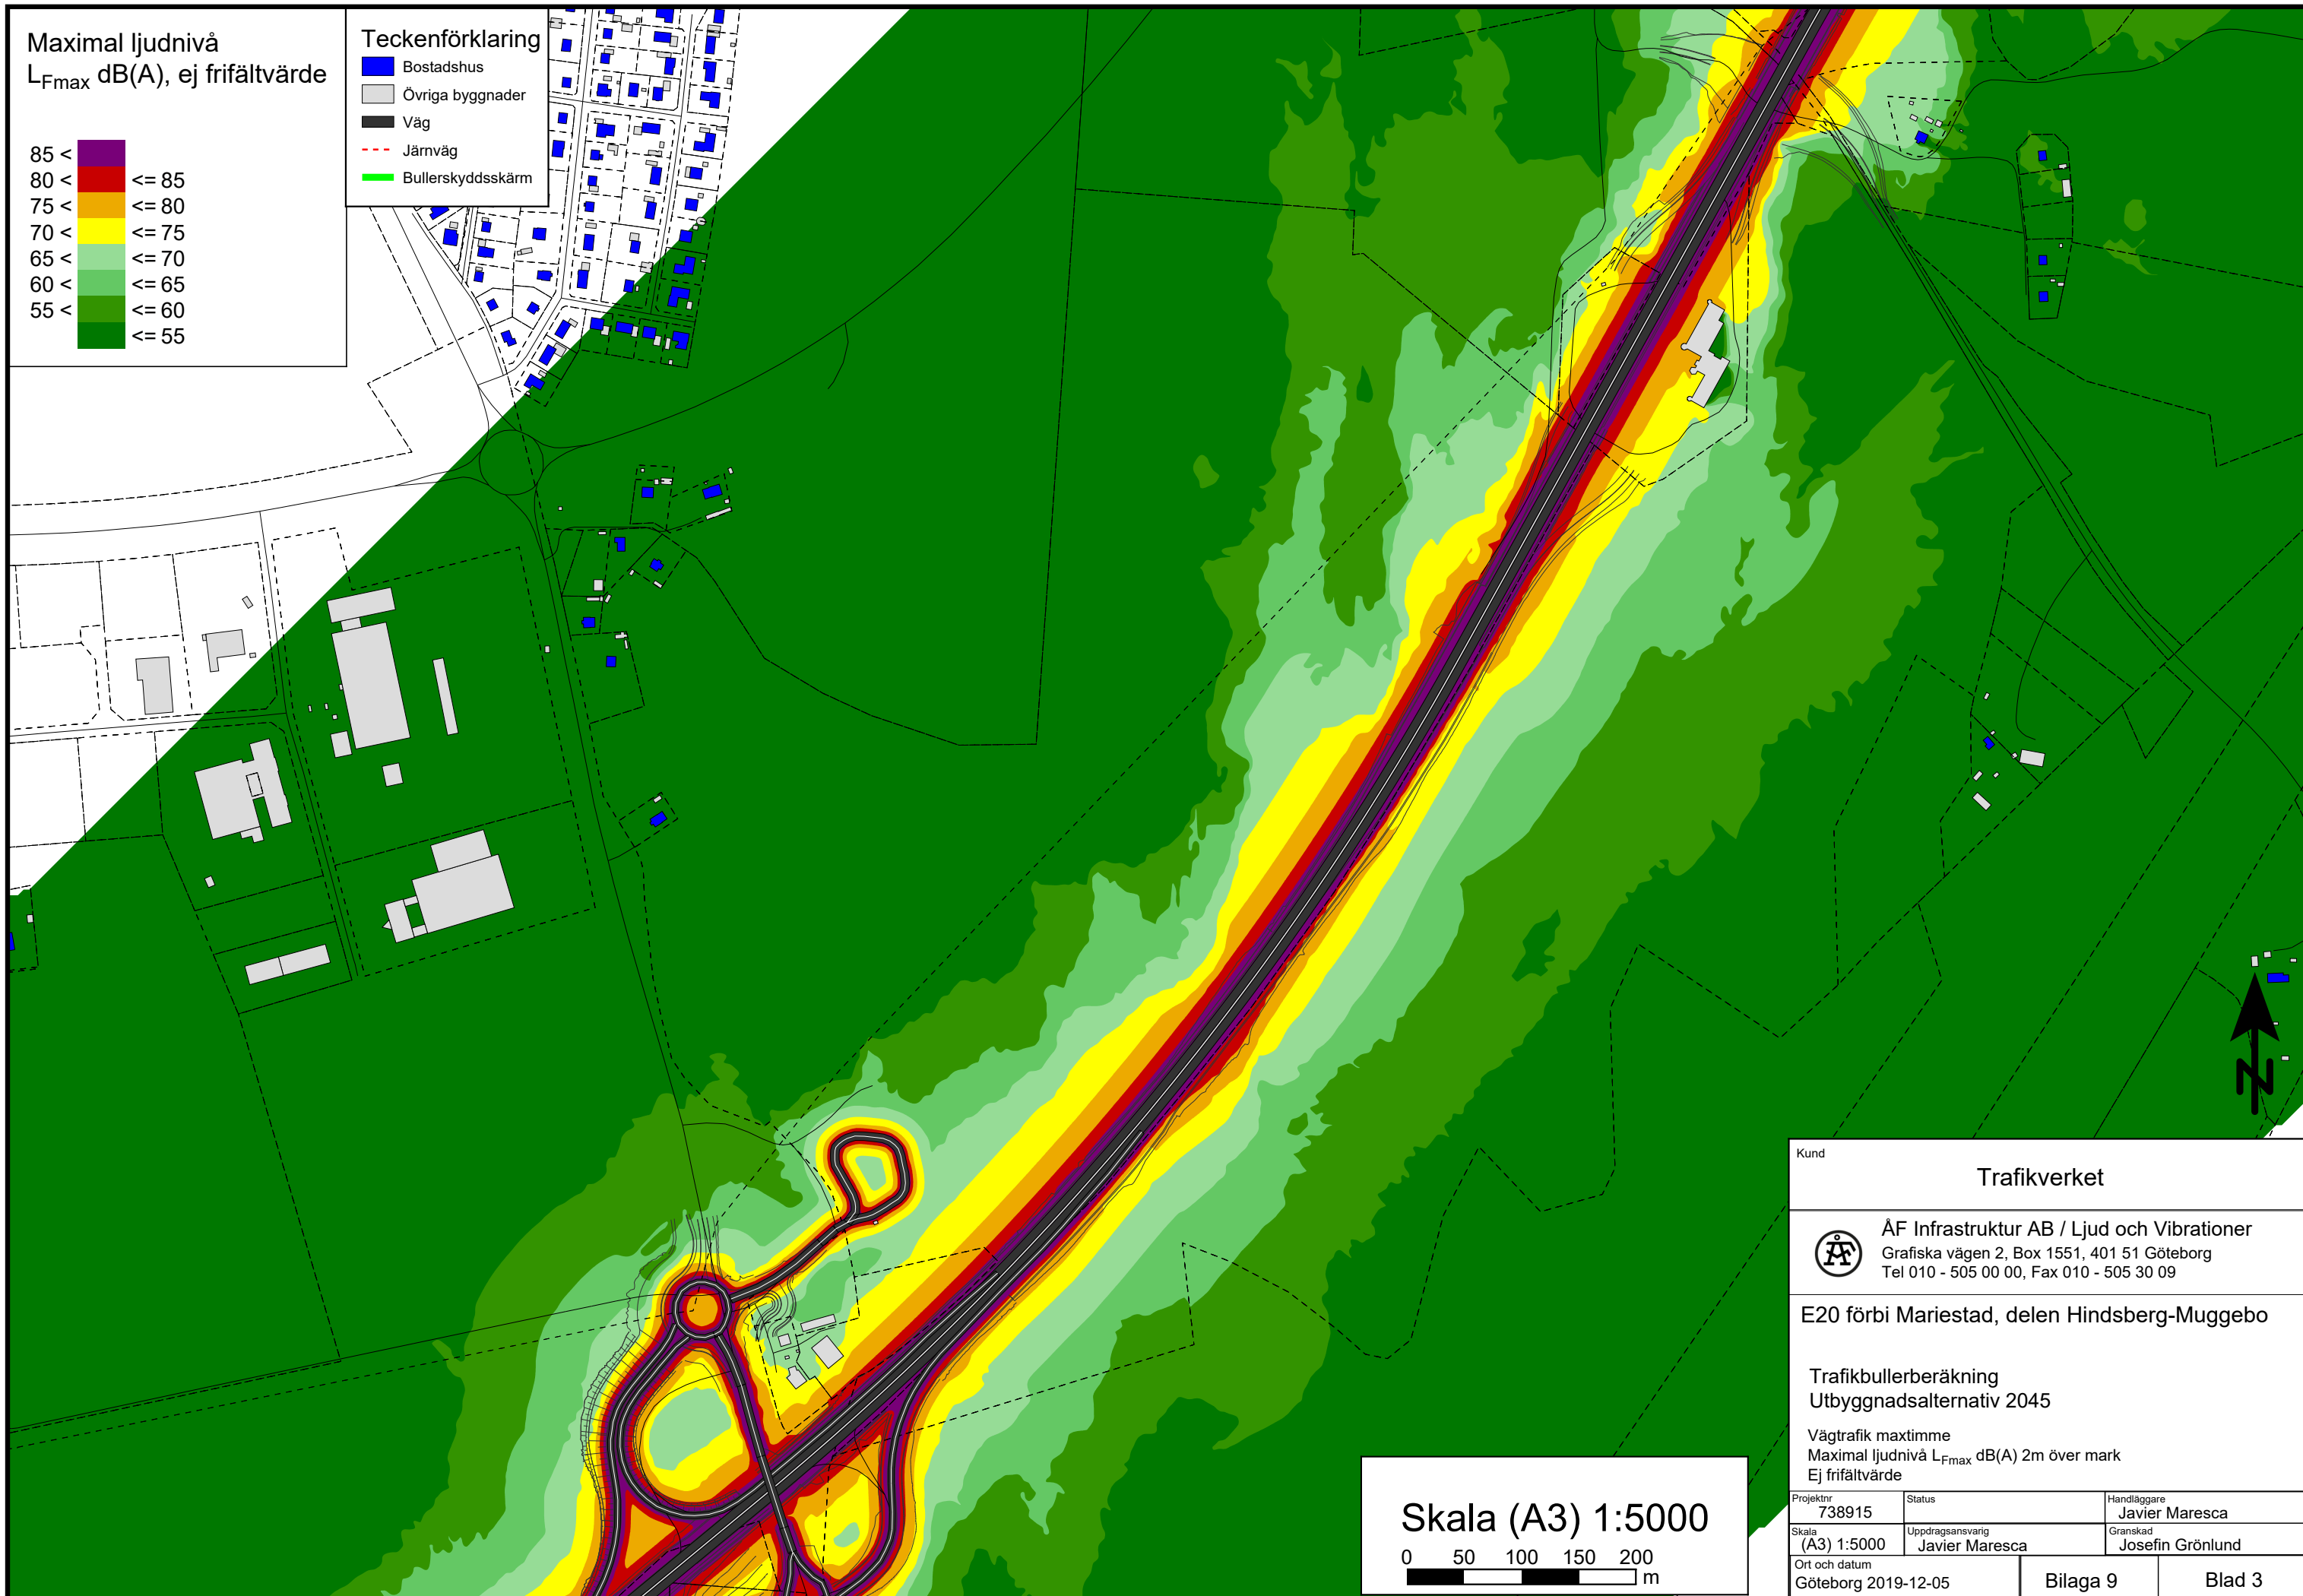 Maximal ljudnivå
LFmax dB(A), ej frifältvärde
85 <
80 < <= 85
75 < <= 80
70 < <= 75
65 < <= 70
60 < <= 65
55 < <= 60
<= 55
Teckenförklaring
Bostadshus
Övriga byggnader
Väg
Järnväg
Bullerskyddsskärm
N
Skala (A3) 1:5000
0 50 100 150 200
m
Kund
Trafikverket
ÅF
ÅF Infrastruktur AB / Ljud och Vibrationer
Grafiska vägen 2, Box 1551, 401 51 Göteborg
Tel 010 - 505 00 00, Fax 010 - 505 30 09
E20 förbi Mariestad, delen Hindsberg-Muggebo
Trafikbullerberäkning
Utbyggnadsalternativ 2045
Vägtrafik maxtimme
Maximal ljudnivå LFmax dB(A) 2m över mark
Ej frifältvärde
Projektnr
738915
Status
Handläggare
Javier Maresca
Skala
(A3) 1:5000
Uppdragsansvarig
Javier Maresca
Granskad
Josefin Grönlund
Ort och datum
Göteborg 2019-12-05
Bilaga 9
Blad 3